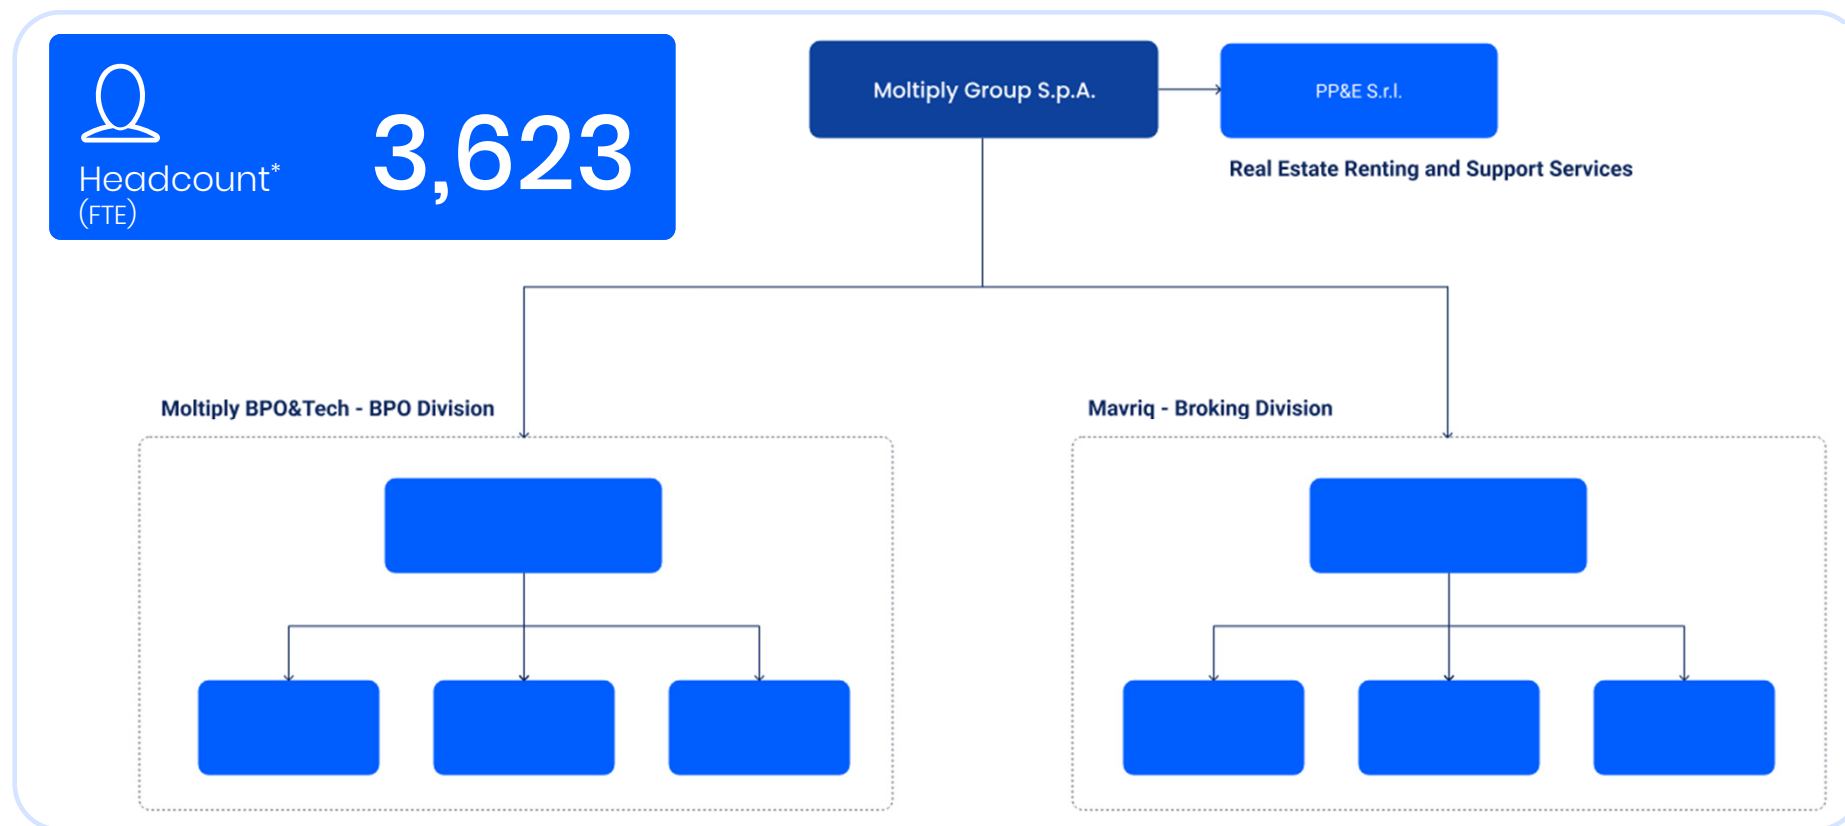 Headcount*
(FTE)
3,623
Moltiply Group S.p.A.
PP&E S.r.l.
Real Estate Renting and Support Services
Moltiply BPO&Tech - BPO Division
Mavriq - Broking Division